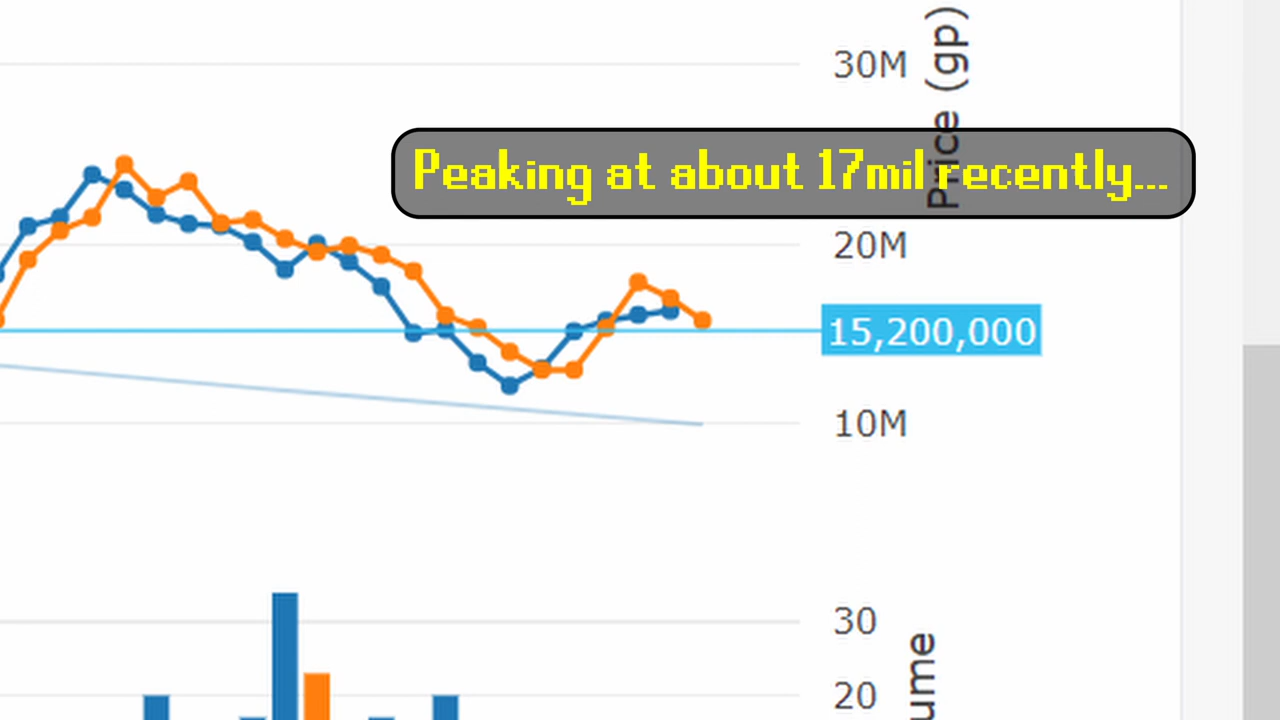 30M
Price (gp)
Peaking at about 17mil recently...
20M
15,200,000
10M
30
20
ume